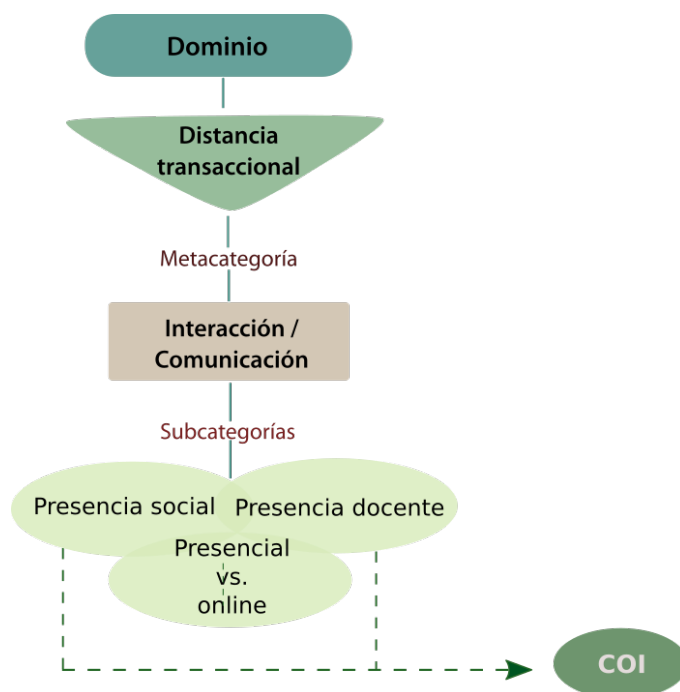 Dominio
Distancia
transaccional
Metacategoría
Interacción /
Comunicación
Subcategorías
Presencia social
Presencia docente
Presencial
vs.
online
COI